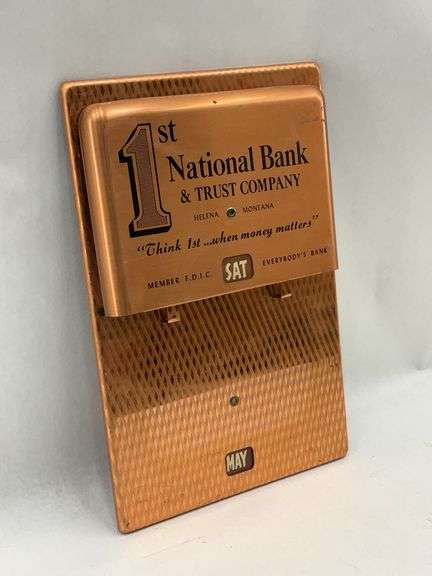 1st
National Bank
& TRUST COMPANY
HELENA MONTANA
"Think 1st...when money matters"
MEMBER F.D.I.C. SAT EVERYBODY'S BANK
MAY